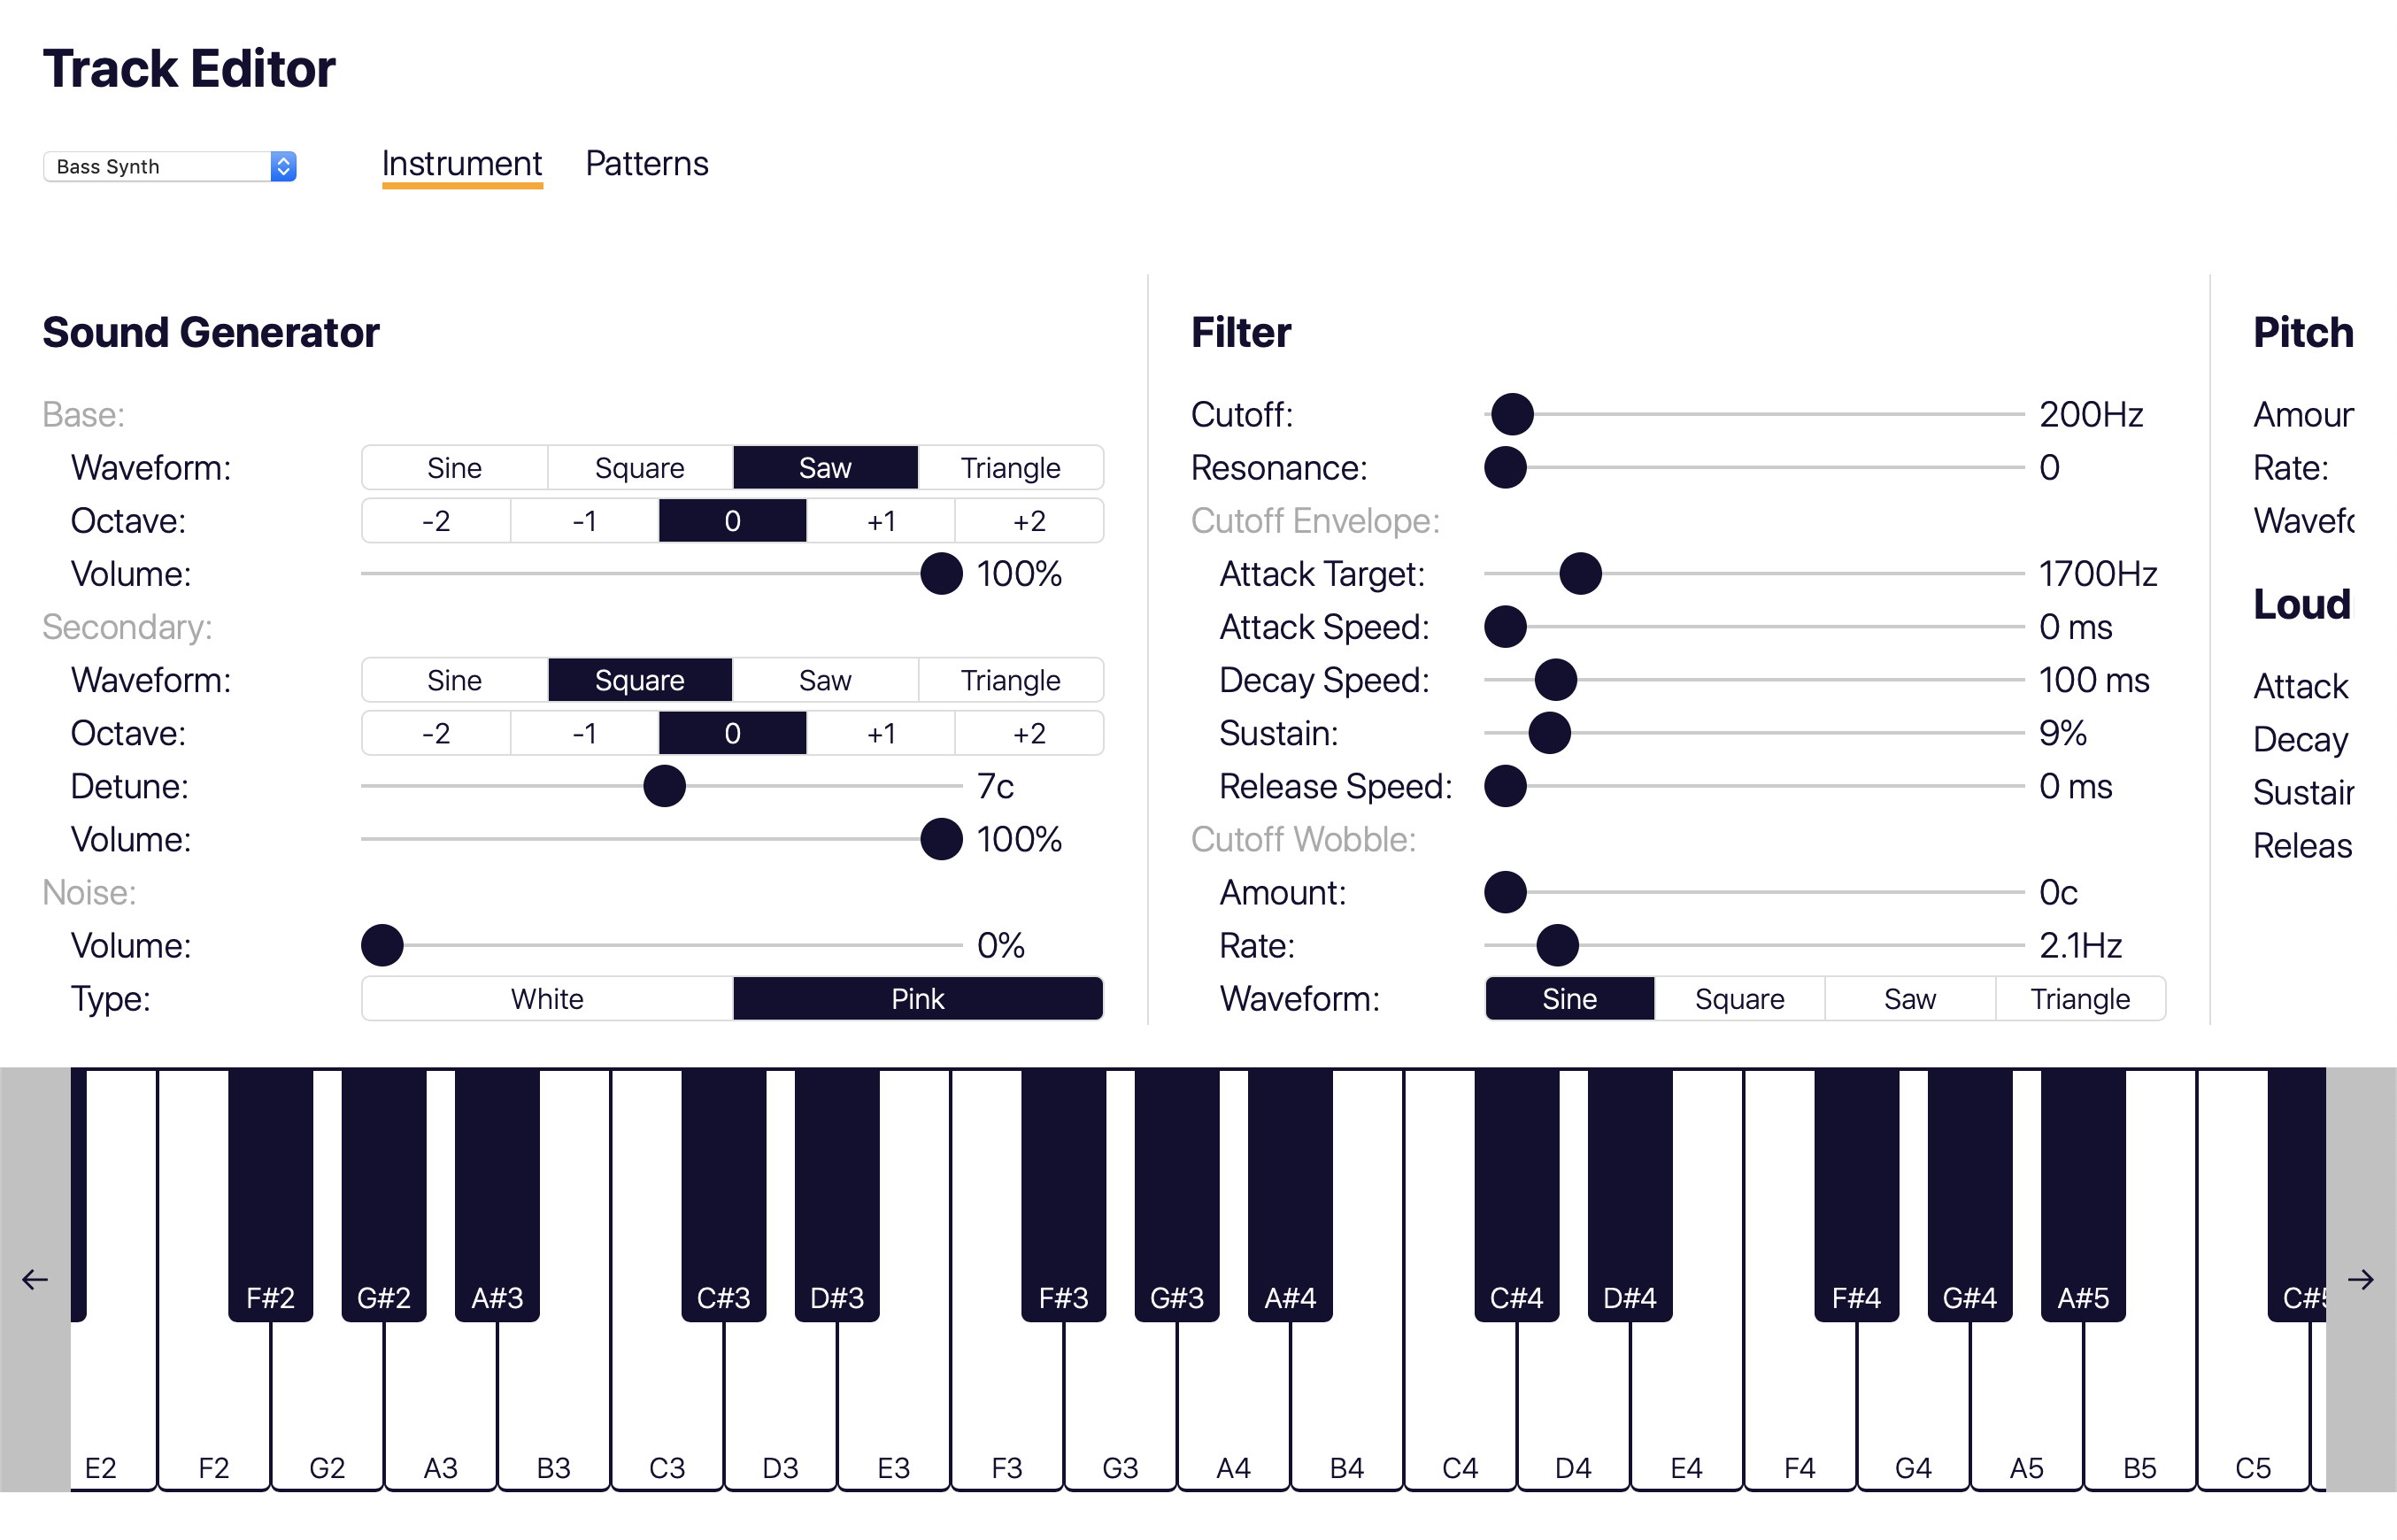 Track Editor
Bass Synth Instrument Patterns
Sound Generator
Base:
Waveform: Sine Square Saw Triangle
Octave: -2 -1 0 +1 +2
Volume: 100%
Secondary:
Waveform: Sine Square Saw Triangle
Octave: -2 -1 0 +1 +2
Detune: 7c
Volume: 100%
Noise:
Volume: 0%
Type: White Pink
Filter
Cutoff: 200Hz
Resonance: 0
Cutoff Envelope:
Attack Target: 1700Hz
Attack Speed: 0 ms
Decay Speed: 100 ms
Sustain: 9%
Release Speed: 0 ms
Cutoff Wobble:
Amount: 0c
Rate: 2.1Hz
Waveform: Sine Square Saw Triangle
Pitch
Rate:
Loud
Attack
Decay
Releas
← F#2 G#2 A#3 C#3 D#3 F#3 G#3 A#4 C#4 D#4 F#4 G#4 A#5 →
E2 F2 G2 A3 B3 C3 D3 E3 F3 G3 A4 B4 C4 D4 E4 F4 G4 A5 B5 C5